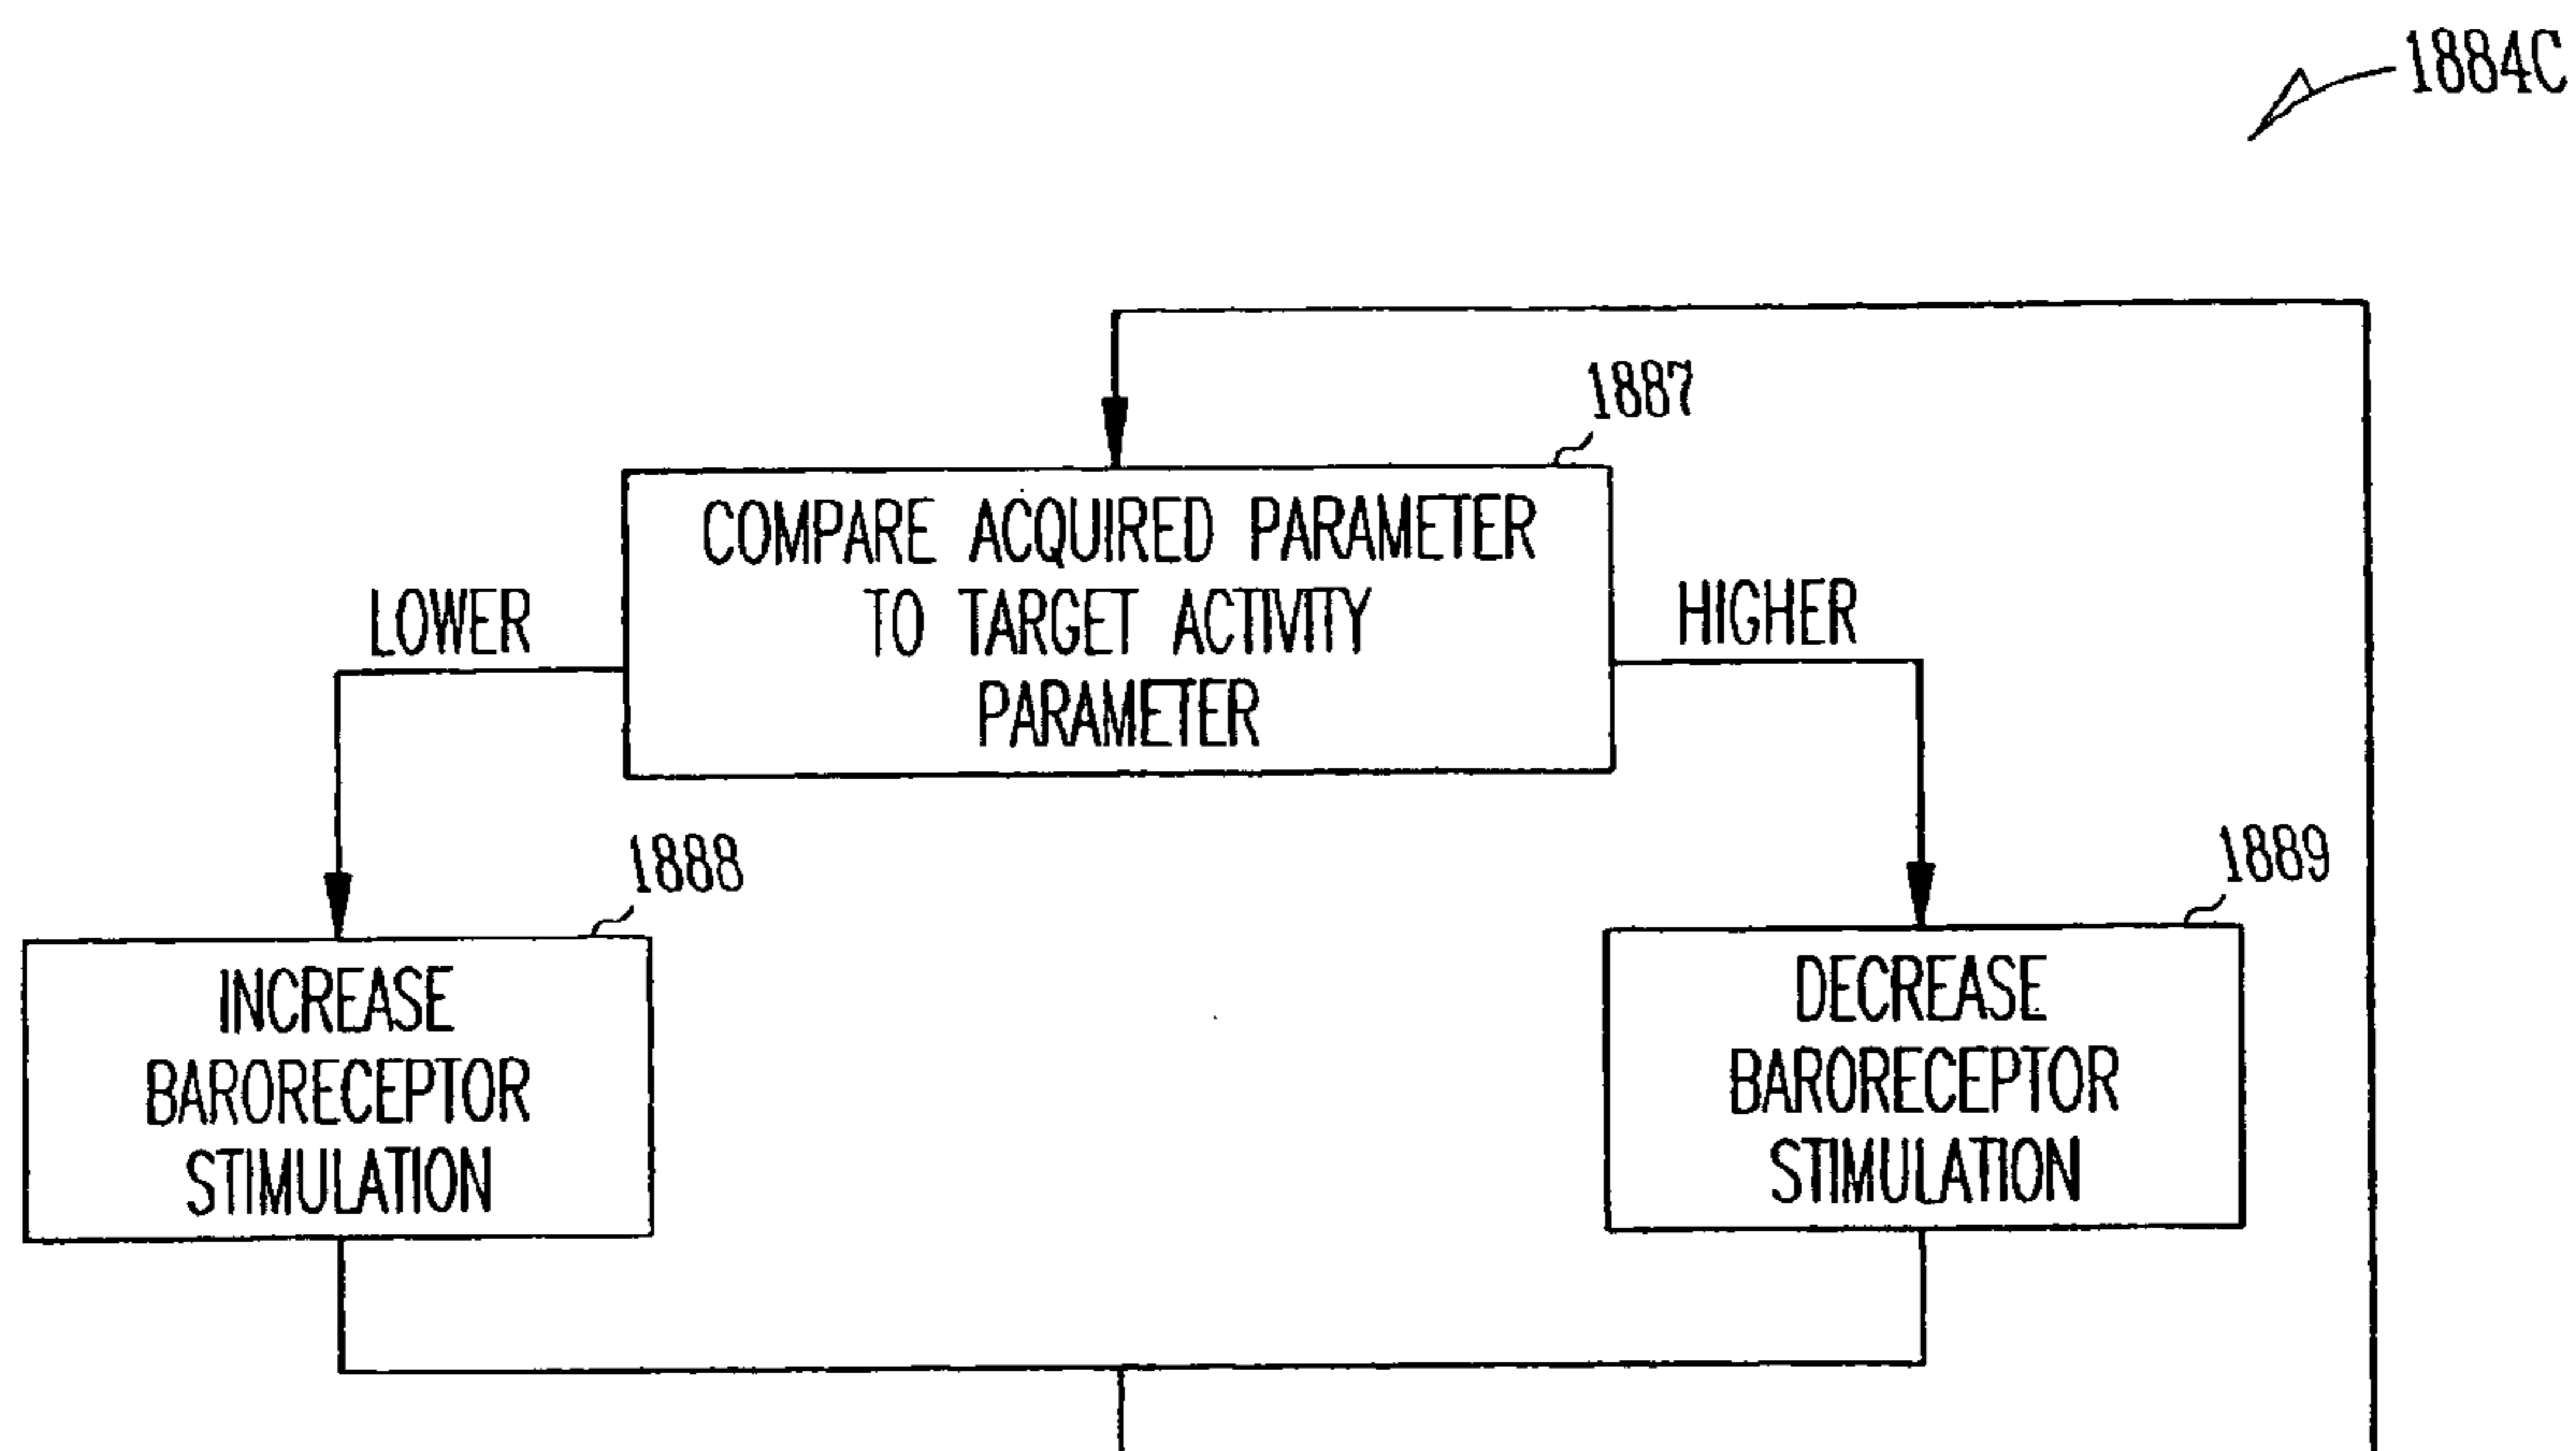 1884C
1887
COMPARE ACQUIRED PARAMETER
TO TARGET ACTIVITY
PARAMETER
LOWER
HIGHER
1888
INCREASE
BARORECEPTOR
STIMULATION
1889
DECREASE
BARORECEPTOR
STIMULATION